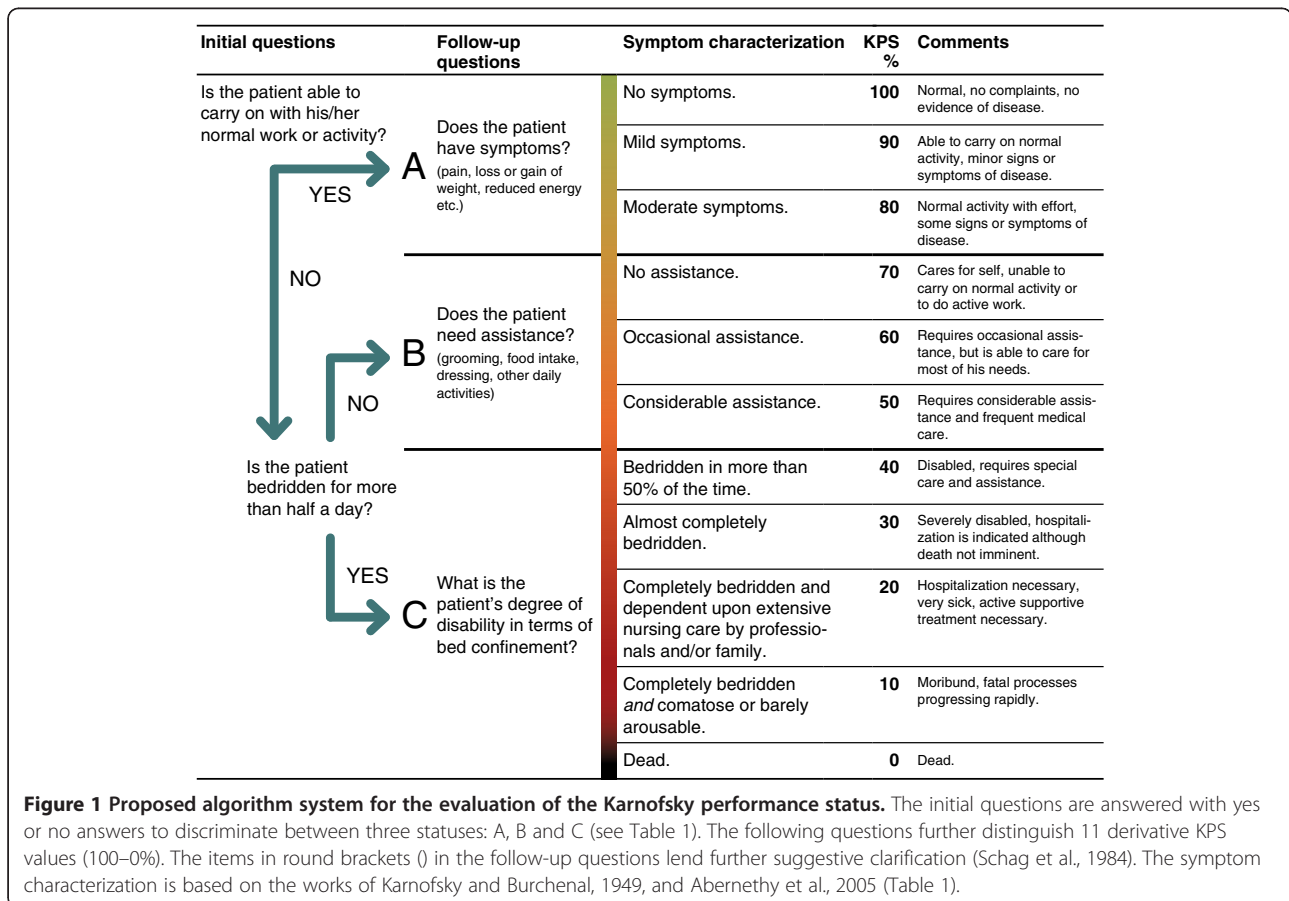 Initial questions
Follow-up
questions
Symptom characterization
KPS
%
Comments
Is the patient able to
carry on with his/her
normal work or activity?
YES
NO
A
Does the patient
have symptoms?
(pain, loss or gain of
weight, reduced energy
etc.)
No symptoms.
100
Normal, no complaints, no
evidence of disease.
Mild symptoms.
90
Able to carry on normal
activity, minor signs or
symptoms of disease.
Moderate symptoms.
80
Normal activity with effort,
some signs or symptoms of
disease.
NO
B
Does the patient
need assistance?
(grooming, food intake,
dressing, other daily
activities)
No assistance.
70
Cares for self, unable to
carry on normal activity or
to do active work.
Occasional assistance.
60
Requires occasional assis-
tance, but is able to care for
most of his needs.
Considerable assistance.
50
Requires considerable assis-
tance and frequent medical
care.
Is the patient
bedridden for more
than half a day?
YES
C
What is the
patient's degree of
disability in terms of
bed confinement?
Bedridden in more than
50% of the time.
40
Disabled, requires special
care and assistance.
Almost completely
bedridden.
30
Severely disabled, hospitali-
zation is indicated although
death not imminent.
Completely bedridden and
dependent upon extensive
nursing care by professio-
nals and/or family.
20
Hospitalization necessary,
very sick, active supportive
treatment necessary.
Completely bedridden
and comatose or barely
arousable.
10
Moribund, fatal processes
progressing rapidly.
Dead.
0
Dead.
Figure 1 Proposed algorithm system for the evaluation of the Karnofsky performance status. The initial questions are answered with yes
or no answers to discriminate between three statuses: A, B and C (see Table 1). The following questions further distinguish 11 derivative KPS
values (100–0%). The items in round brackets () in the follow-up questions lend further suggestive clarification (Schag et al., 1984). The symptom
characterization is based on the works of Karnofsky and Burchenal, 1949, and Abernethy et al., 2005 (Table 1).